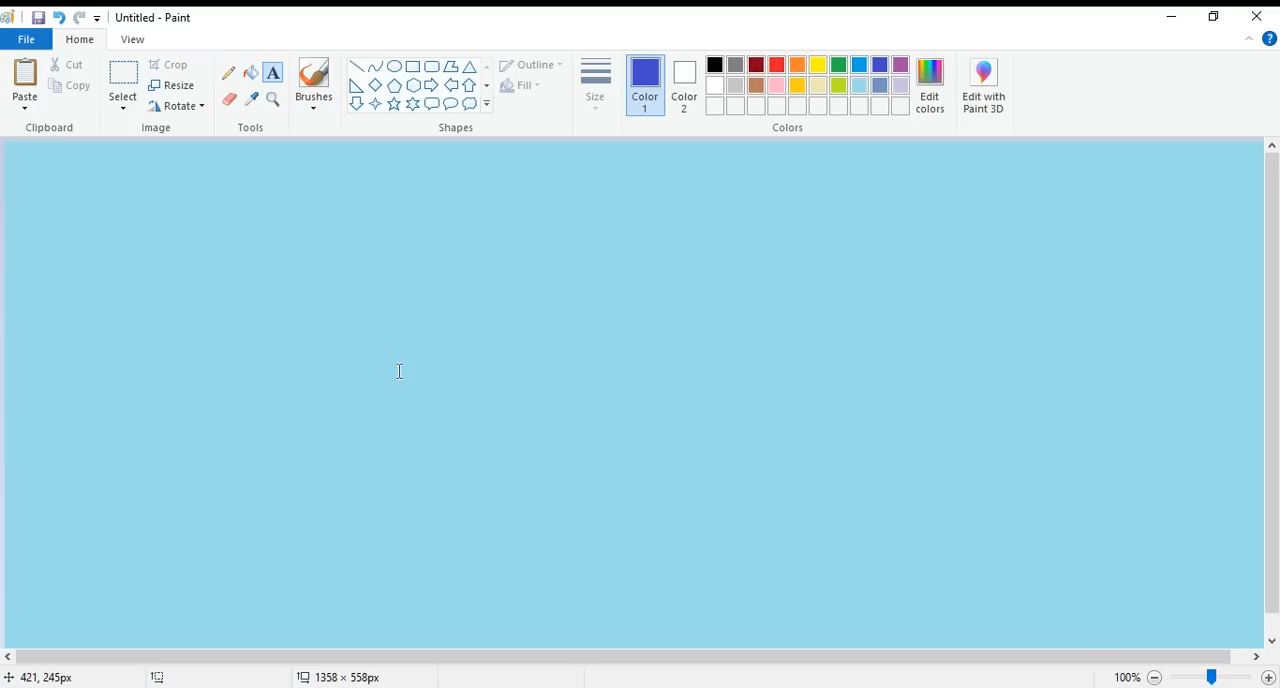 Untitled - Paint
File Home View
Paste
Cut
Copy
Clipboard
Select
Crop
Resize
Rotate
Image
A
Tools
Brushes
Outline
Fill
Shapes
Size
Color 1
Color 2
Edit colors
Colors
Edit with Paint 3D
421, 245px
1358 × 558px
100%